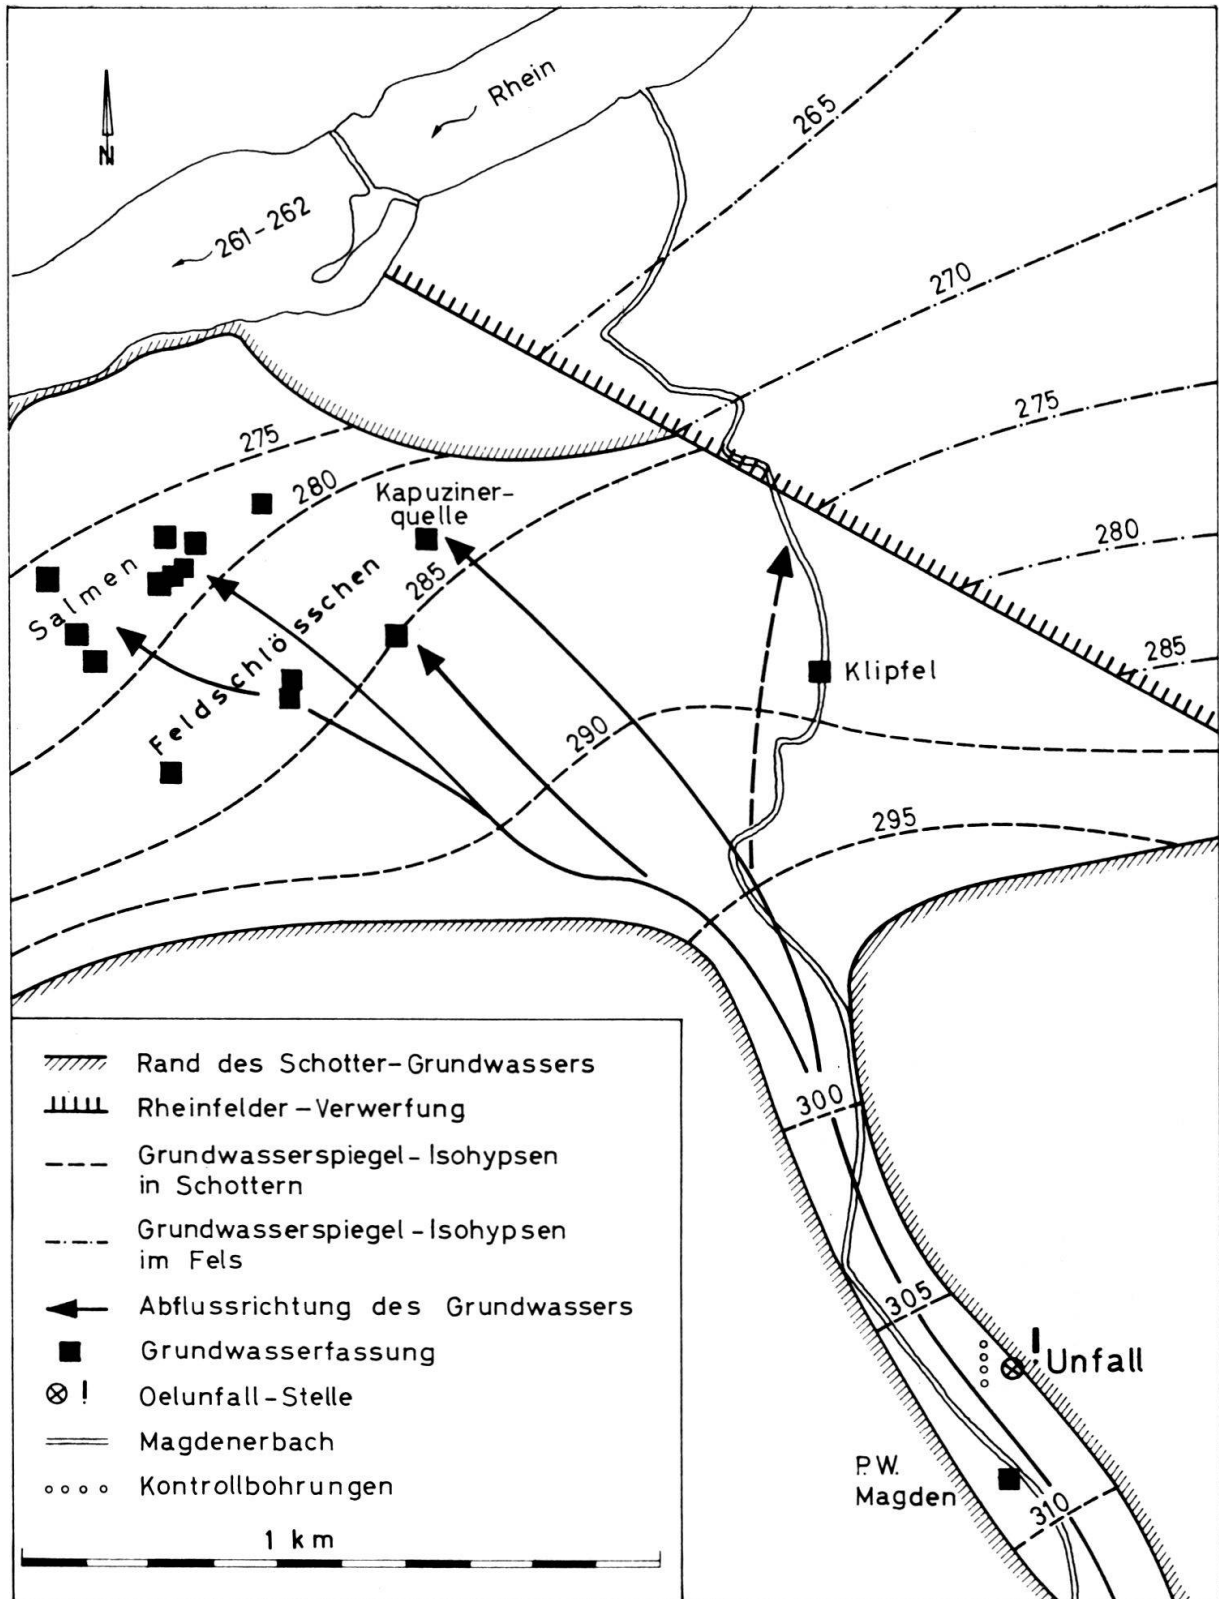 Rhein
N
261-262
265
270
275
280
285
275
280
Kapuziner-
quelle
285
Salmen
Feldschlösschen
Klipfel
290
295
300
305
! Unfall
P.W.
Magden
310
Rand des Schotter-Grundwassers
Rheinfelder-Verwerfung
Grundwasserspiegel-Isohypsen
in Schottern
Grundwasserspiegel-Isohypsen
im Fels
Abflussrichtung des Grundwassers
Grundwasserfassung
! Oelunfall-Stelle
Magdenerbach
Kontrollbohrungen
1 km